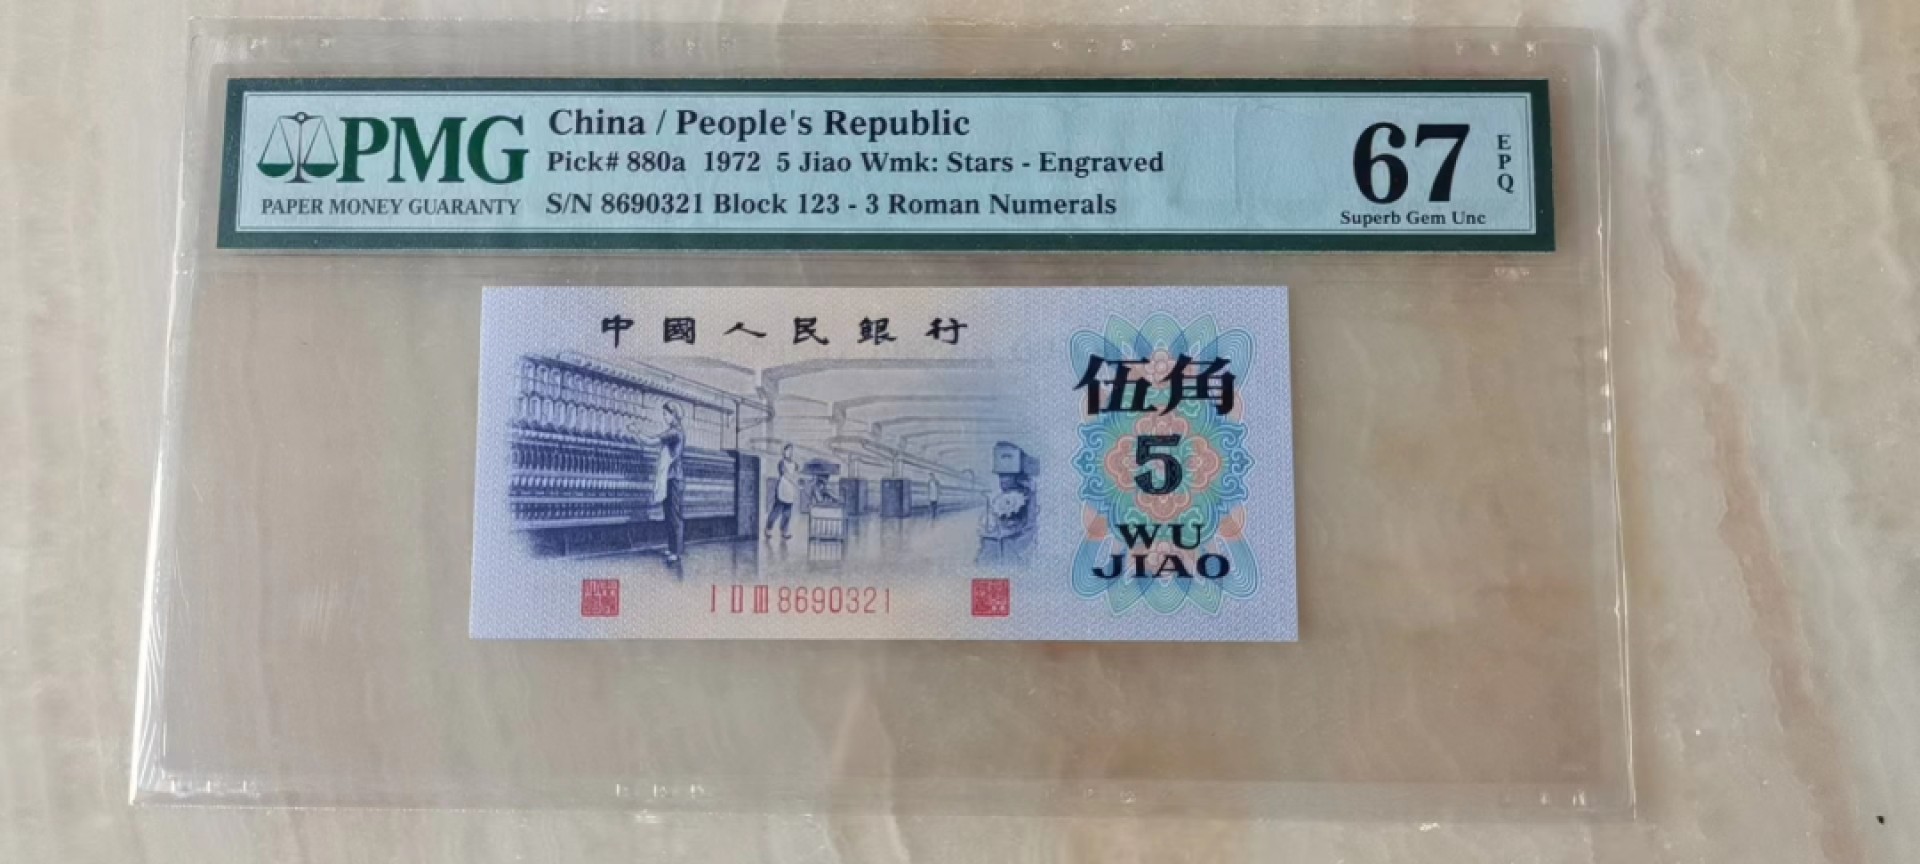 PMG
PAPER MONEY GUARANTY
China / People's Republic
Pick# 880a 1972 5 Jiao Wmk: Stars - Engraved
S/N 8690321 Block 123 - 3 Roman Numerals
67
EPQ
Superb Gem Unc
中國人民銀行
伍角
5
WU
JIAO
I II III 8690321